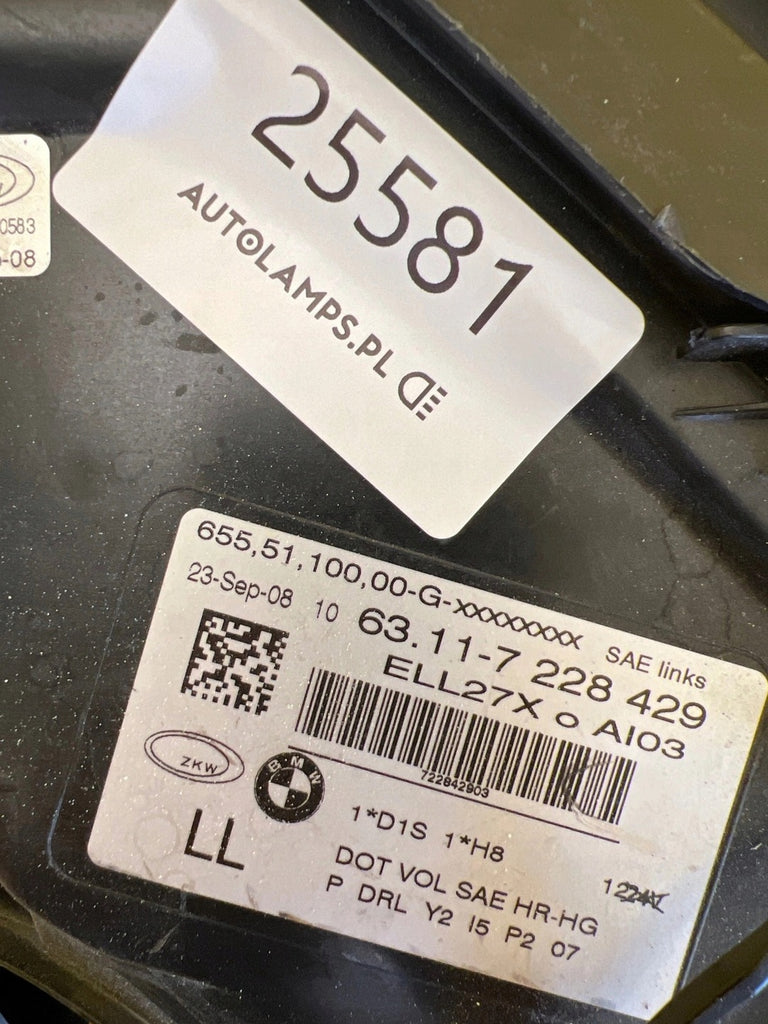 25581
AUTOLAMPS.PL
0583
-08
655,51,100,00-G-xxxxxxxxx SAE links
23-Sep-08 10 63.11-7 228 429
ELL27X o AI03
722842903
ZKW
BMW
LL
1*D1S 1*H8
DOT VOL SAE HR-HG
P DRL Y2 I5 P2 07